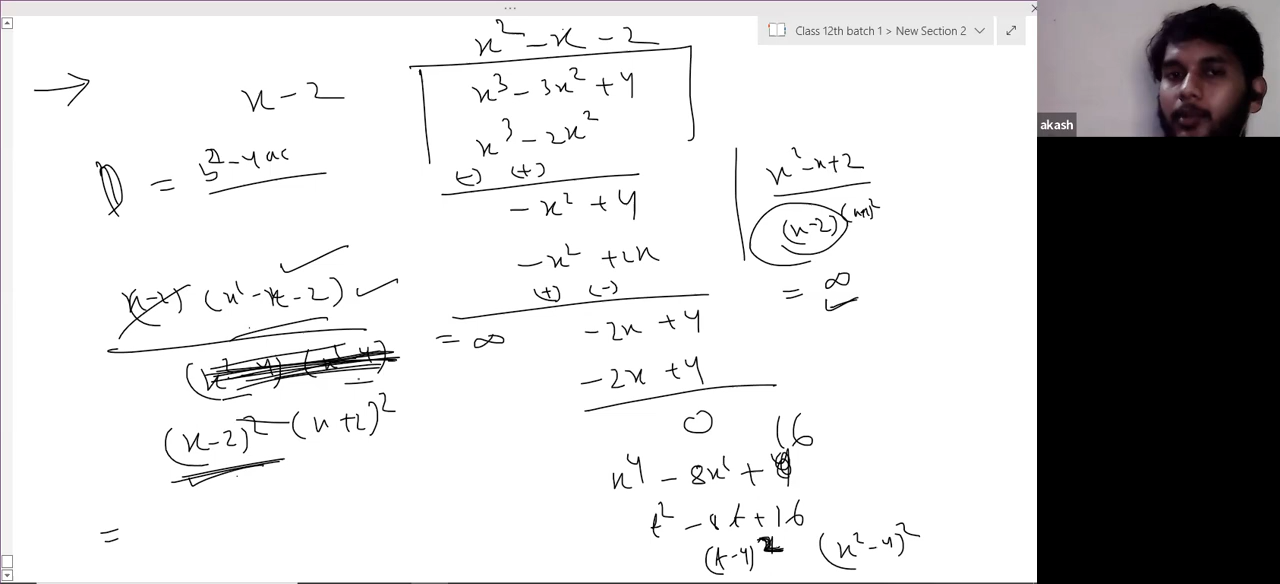 Class 12th batch 1 > New Section 2
akash
x² - x - 2
x - 2
x³ - 3x² + 4
x³ - 2x²
(-) (+)
- x² + 4
- x² + 2x
(+) (-)
- 2x + 4
- 2x + 4
0
D = b² - 4ac
(x² - x - 2)
= ∞
(x - 2)² (x + 2)²
=
x² - x + 2
(x - 2) (x+2)²
= ∞
16
x⁴ - 8x² +
t² - 8t + 16
(t - 4)²
(x² - 4)²